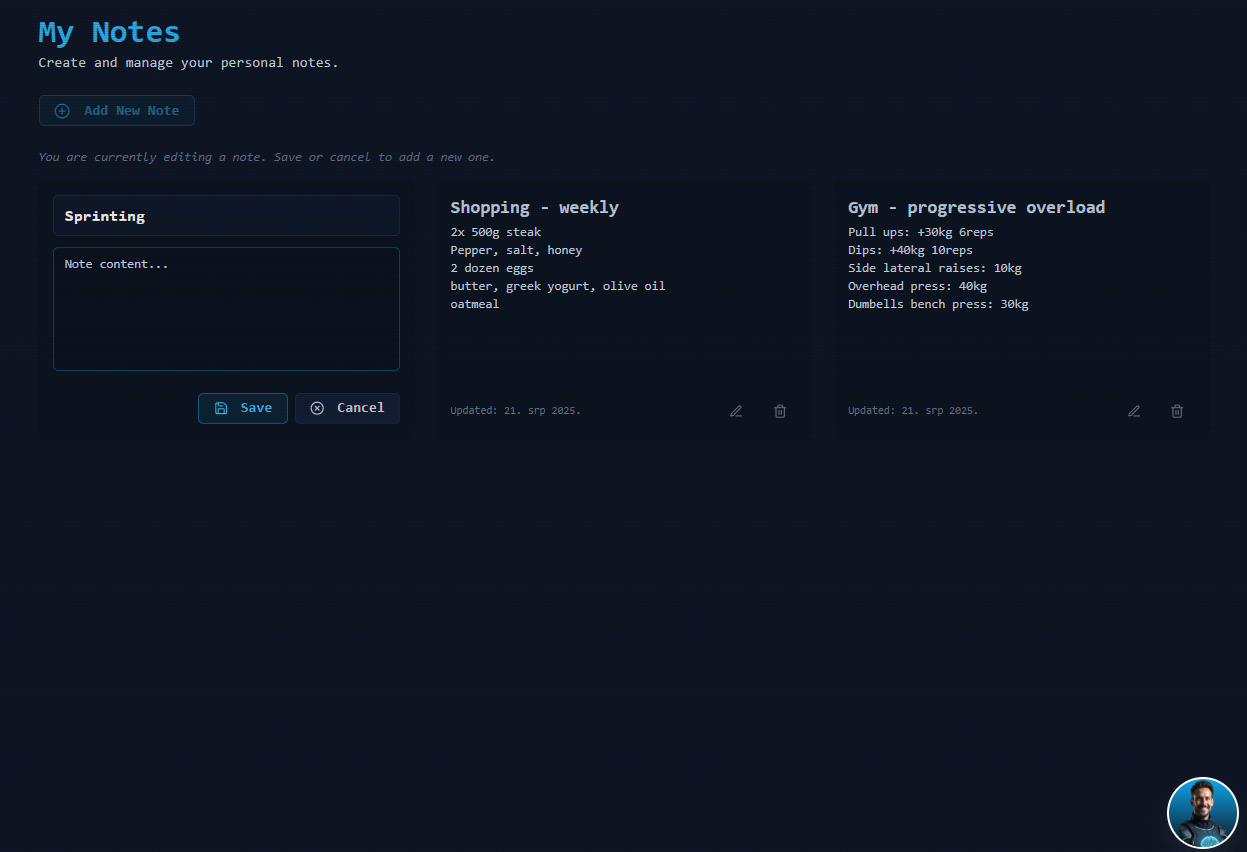 My Notes
Create and manage your personal notes.
Add New Note
You are currently editing a note. Save or cancel to add a new one.
Sprinting
Note content...
Save
Cancel
Shopping - weekly
2x 500g steak
Pepper, salt, honey
2 dozen eggs
butter, greek yogurt, olive oil
oatmeal
Updated: 21. srp 2025.
Gym - progressive overload
Pull ups: +30kg 6reps
Dips: +40kg 10reps
Side lateral raises: 10kg
Overhead press: 40kg
Dumbells bench press: 30kg
Updated: 21. srp 2025.